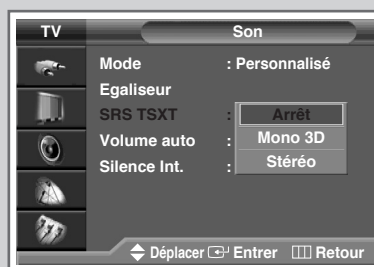 TV Son
Mode : Personnalisé
Egaliseur
SRS TSXT : Arrêt
Volume auto : Mono 3D
Silence Int. : Stéréo
Déplacer Entrer Retour